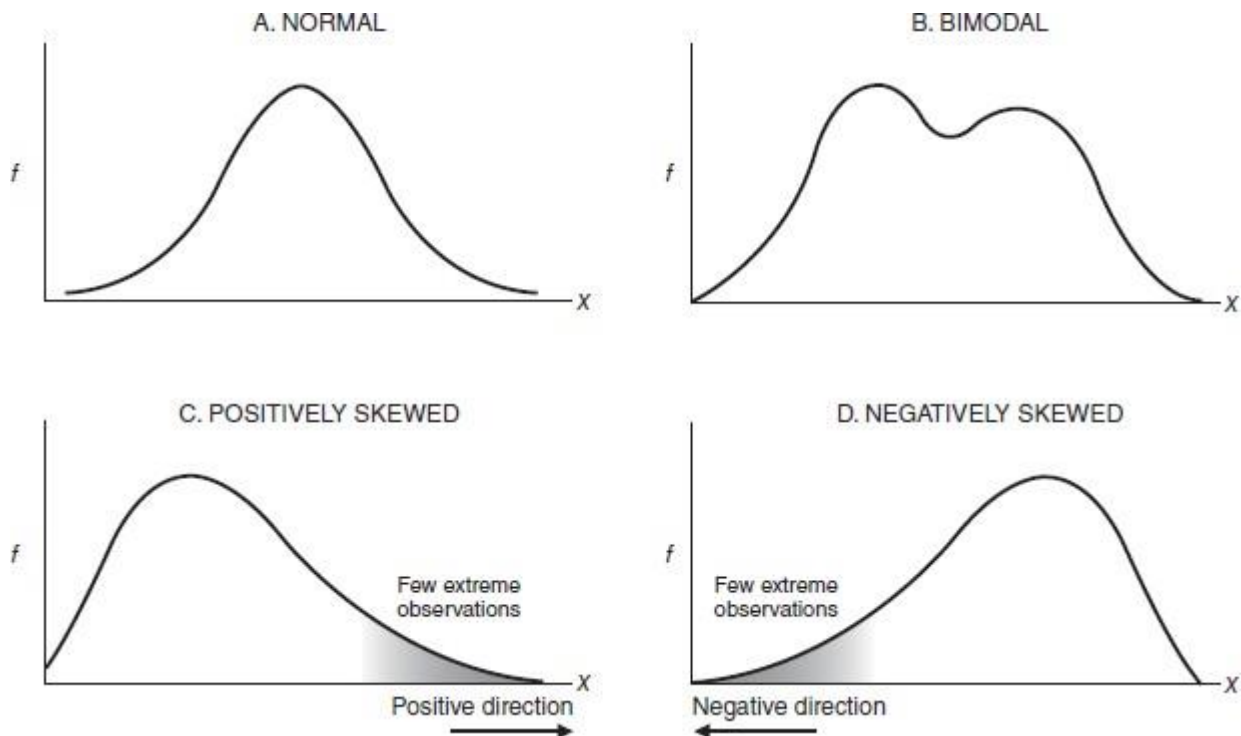 A. NORMAL
f
X
B. BIMODAL
f
X
C. POSITIVELY SKEWED
f
Few extreme
observations
X
Positive direction
D. NEGATIVELY SKEWED
f
Few extreme
observations
X
Negative direction